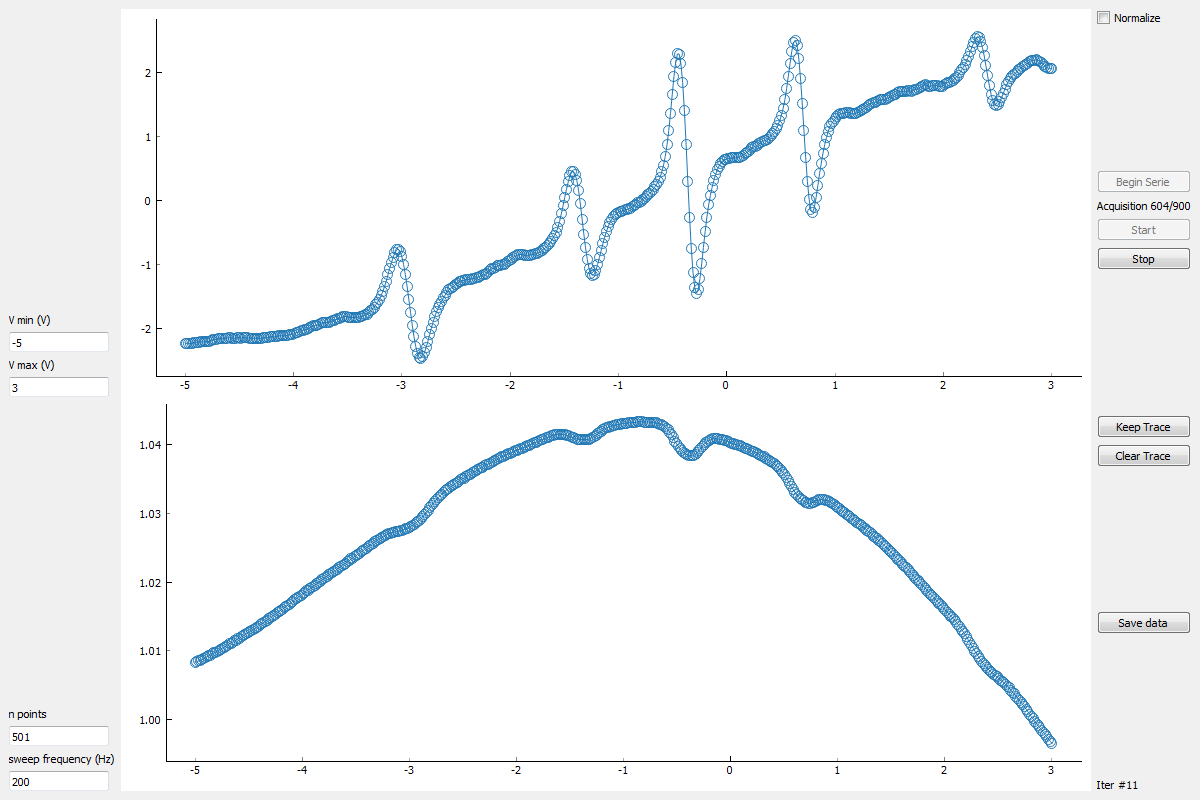 Normalize
2
1
0
-1
-2
-5
-4
-3
-2
-1
0
1
2
3
Begin Serie
Acquisition 604/900
Start
Stop
V min (V)
-5
V max (V)
3
1.04
1.03
1.02
1.01
1.00
-5
-4
-3
-2
-1
0
1
2
3
Keep Trace
Clear Trace
Save data
n points
501
sweep frequency (Hz)
200
Iter #11